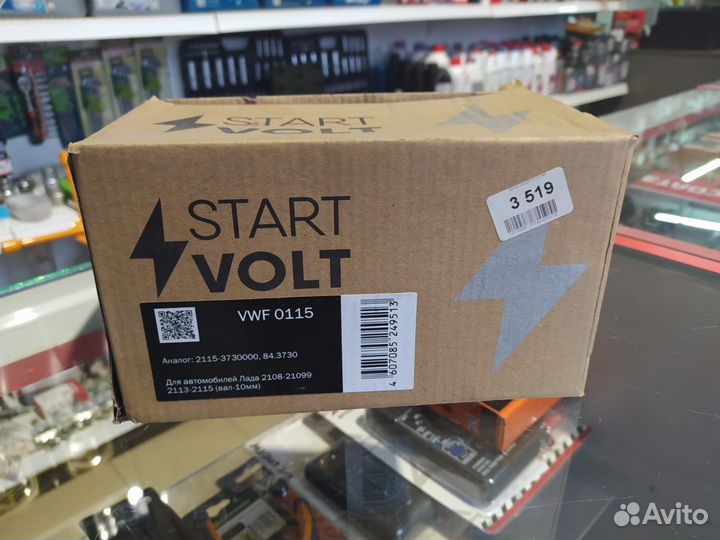 START VOLT
3 519
START
VOLT
VWF 0115
Аналог: 2115-3730000, 84.3730
Для автомобилей Лада 2108-21099
2113-2115 (вал-10мм)
4 607085 249513
Avito